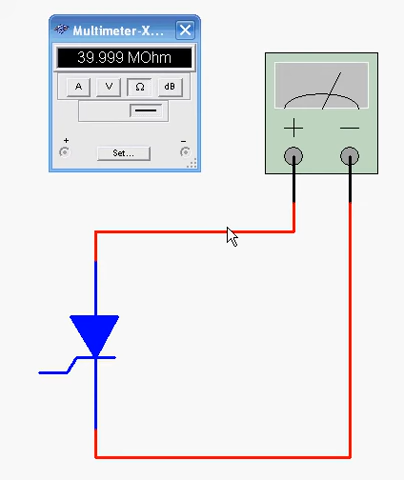 Multimeter-X...
39.999 MOhm
A V Ω dB
+ −
Set...
+ −